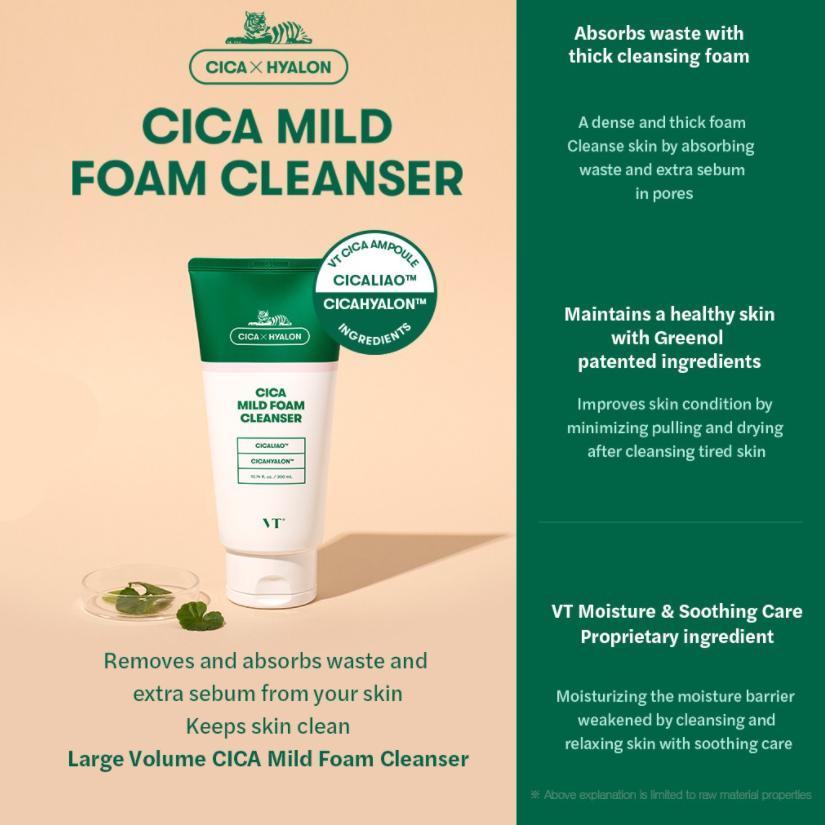 CICA × HYALON
CICA MILD
FOAM CLEANSER
VT CICA AMPOULE
CICALIAO™
CICAHYALON™
INGREDIENTS
CICA × HYALON
CICA
MILD FOAM
CLEANSER
CICALIAO™
CICAHYALON™
VT
Removes and absorbs waste and
extra sebum from your skin
Keeps skin clean
Large Volume CICA Mild Foam Cleanser
Absorbs waste with
thick cleansing foam
A dense and thick foam
Cleanse skin by absorbing
waste and extra sebum
in pores
Maintains a healthy skin
with Greenol
patented ingredients
Improves skin condition by
minimizing pulling and drying
after cleansing tired skin
VT Moisture & Soothing Care
Proprietary ingredient
Moisturizing the moisture barrier
weakened by cleansing and
relaxing skin with soothing care
※ Above explanation is limited to raw material properties